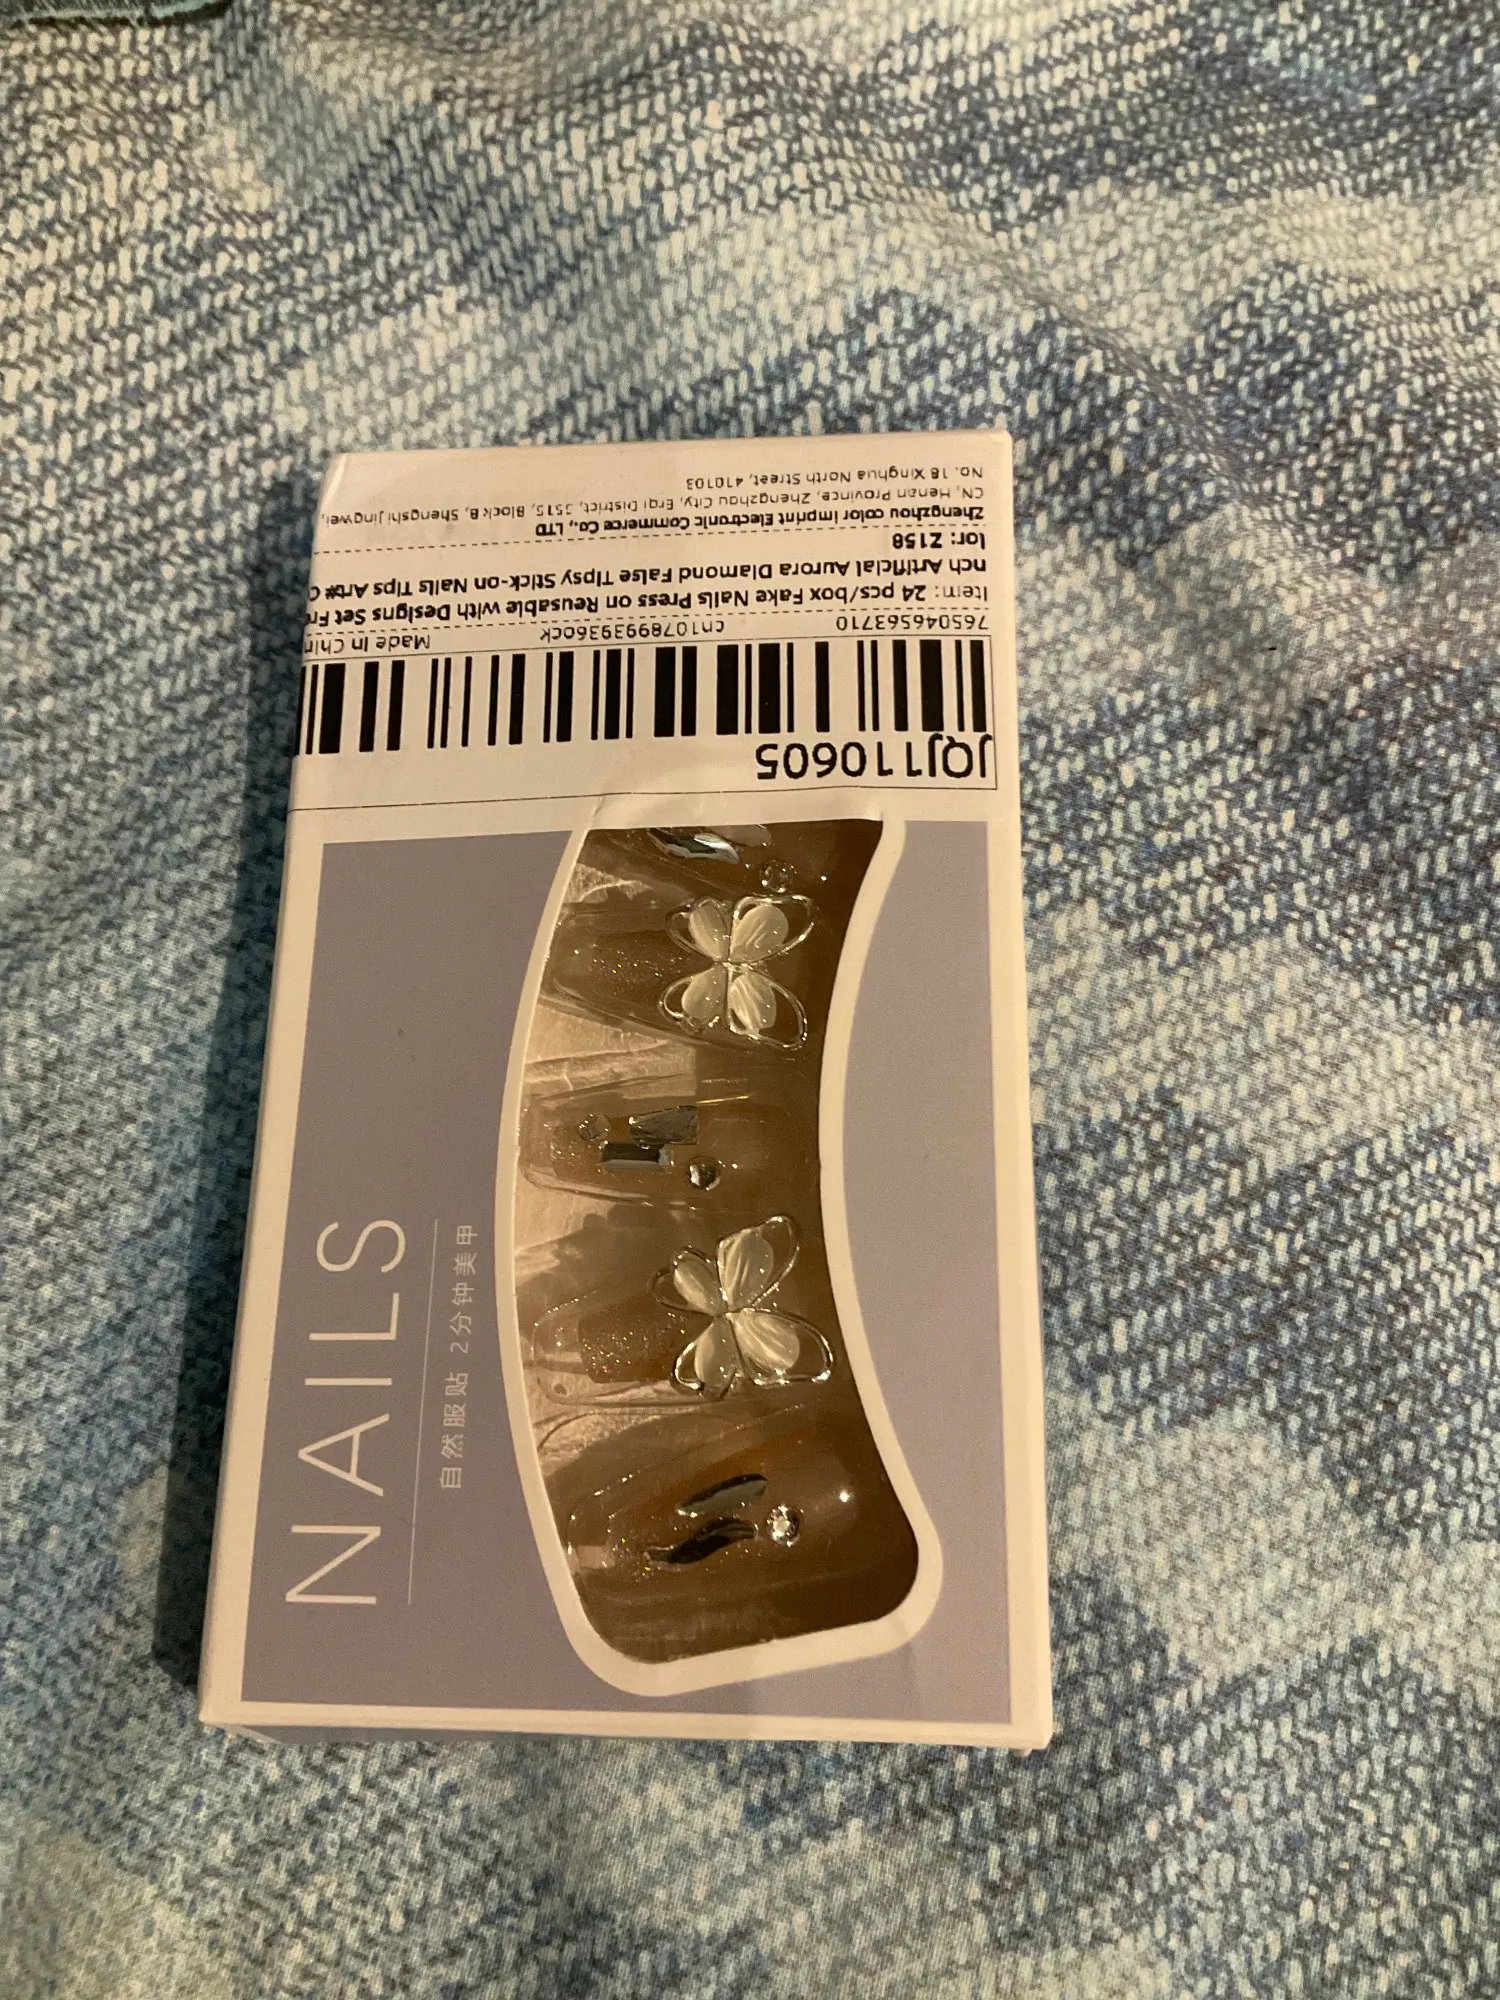 JQJ110605
765046563710 cn1078993936ock Made In Chin
Item: 24 pcs/box Fake Nails Press on Reusable with Designs Set Fr
nch Artificial Aurora Diamond False Tipsy Stick-on Nails Tips Art# C
lor: Z158
Zhengzhou color imprint Electronic Commerce Co., LTD
CN, Henan Province, Zhengzhou City, Erqi District, 3515, Block B, Shengshi Jingwei,
No. 18 Xinghua North Street, 410103
NAILS
自然服贴 2分钟美甲